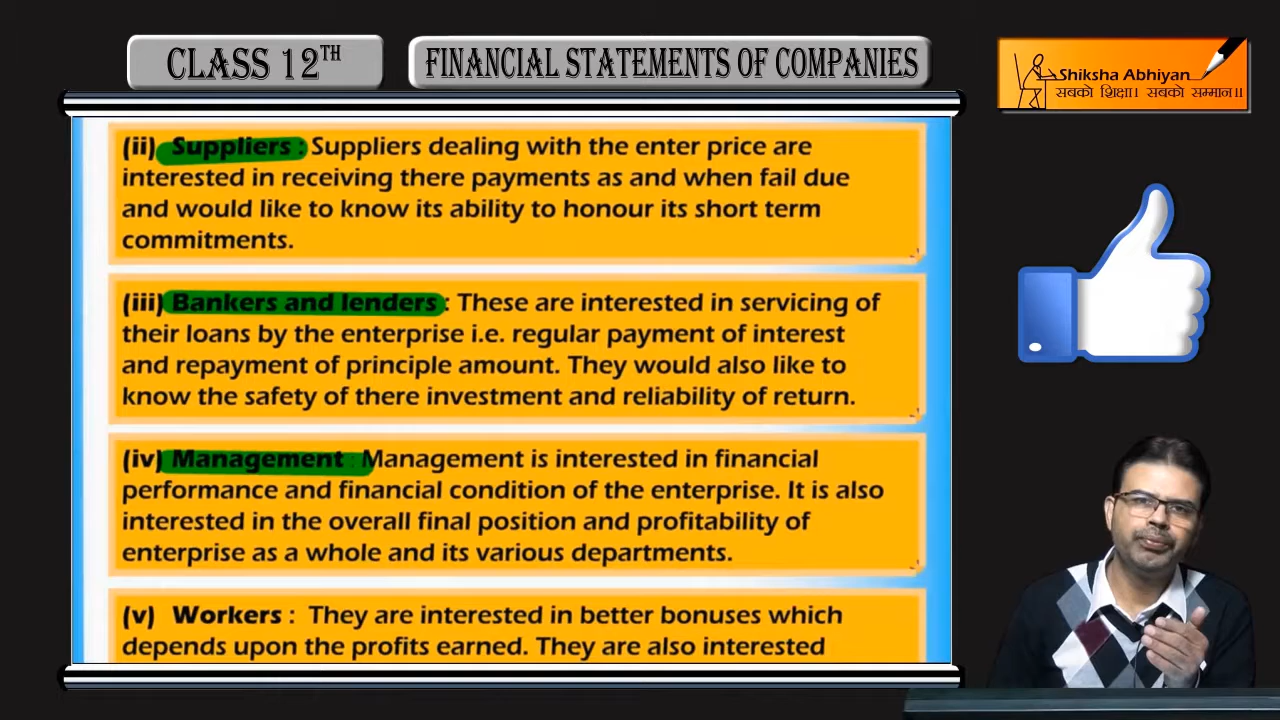 CLASS 12TH
FINANCIAL STATEMENTS OF COMPANIES
Shiksha Abhiyan
सबको शिक्षा। सबको सम्मान॥
(ii) Suppliers : Suppliers dealing with the enter price are
interested in receiving there payments as and when fail due
and would like to know its ability to honour its short term
commitments.
(iii) Bankers and lenders : These are interested in servicing of
their loans by the enterprise i.e. regular payment of interest
and repayment of principle amount. They would also like to
know the safety of there investment and reliability of return.
(iv) Management : Management is interested in financial
performance and financial condition of the enterprise. It is also
interested in the overall final position and profitability of
enterprise as a whole and its various departments.
(v) Workers : They are interested in better bonuses which
depends upon the profits earned. They are also interested